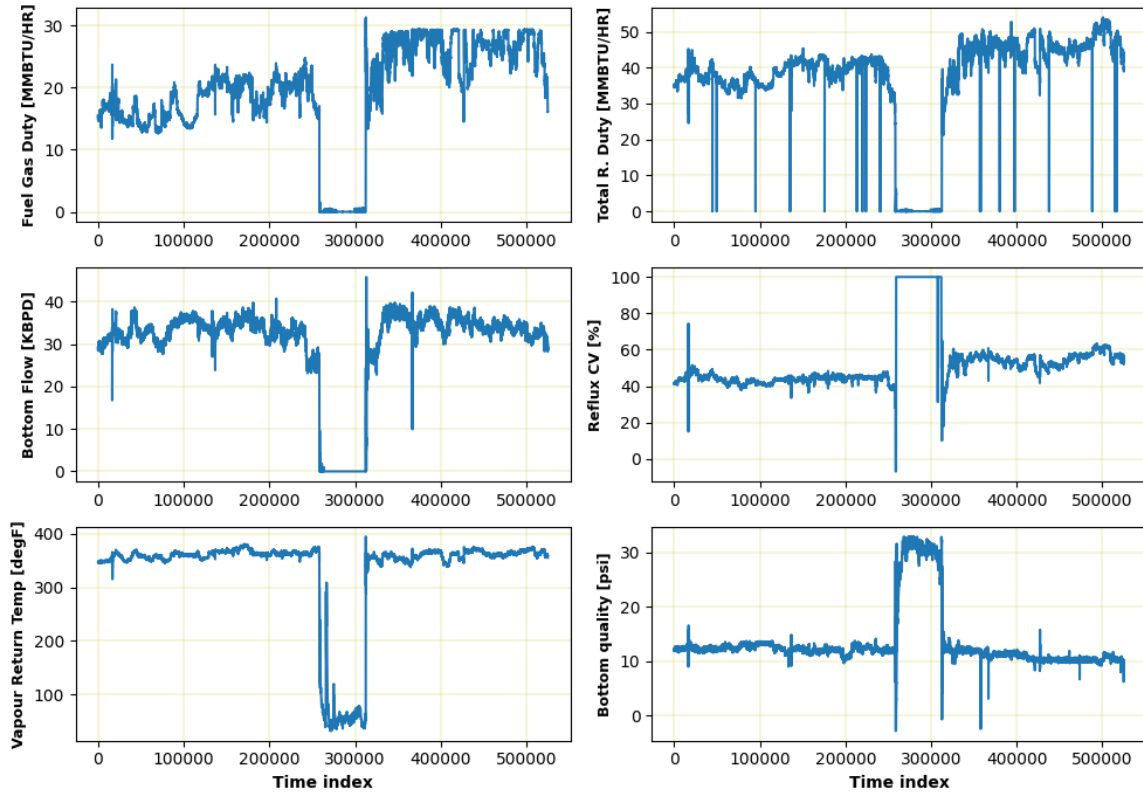 Fuel Gas Duty [MMBTU/HR]
30
20
10
0
0 100000 200000 300000 400000 500000
Total R. Duty [MMBTU/HR]
50
40
30
20
10
0
0 100000 200000 300000 400000 500000
Bottom Flow [KBPD]
40
30
20
10
0
0 100000 200000 300000 400000 500000
Reflux CV [%]
100
80
60
40
20
0
0 100000 200000 300000 400000 500000
Vapour Return Temp [degF]
400
300
200
100
0 100000 200000 300000 400000 500000
Time index
Bottom quality [psi]
30
20
10
0
0 100000 200000 300000 400000 500000
Time index